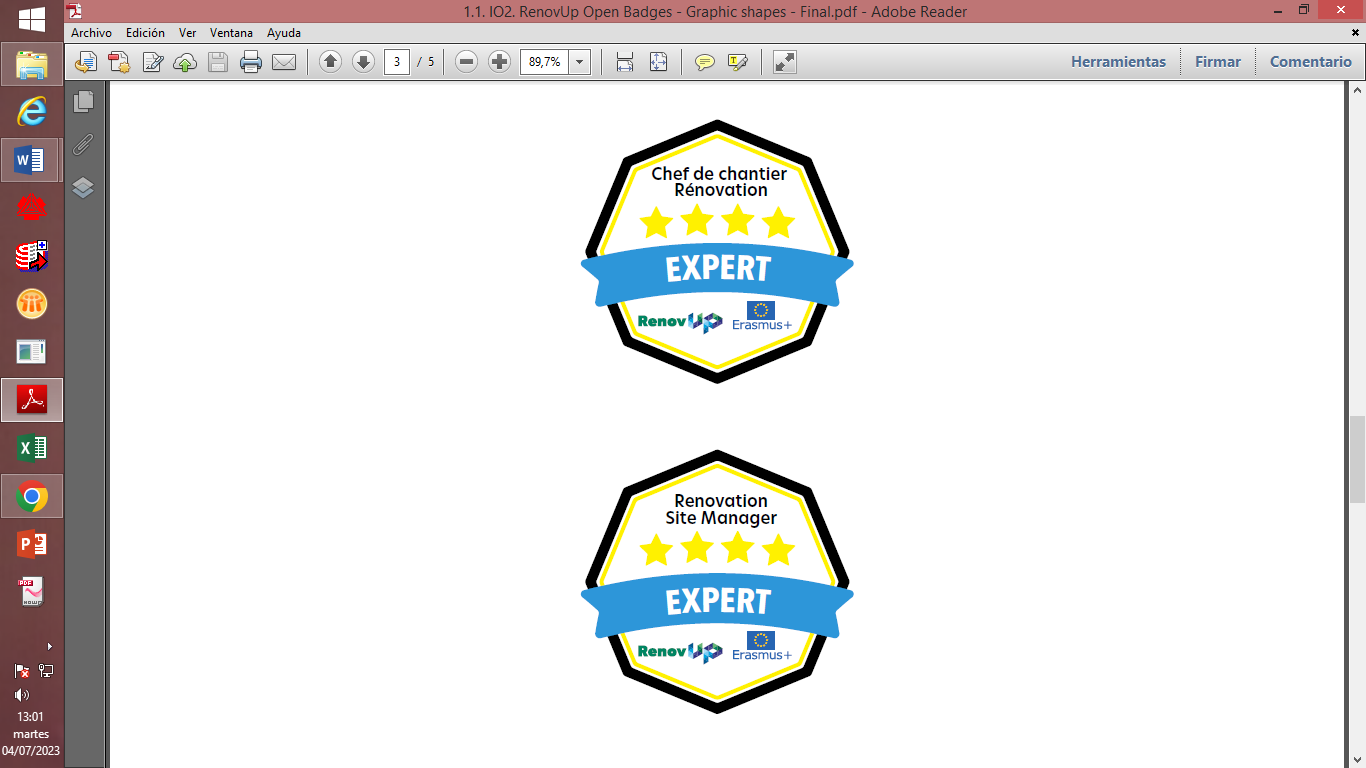 1.1. IO2. RenovUp Open Badges - Graphic shapes - Final.pdf - Adobe Reader
Archivo Edición Ver Ventana Ayuda
3 / 5 89,7% Herramientas Firmar Comentario
Chef de chantier
Rénovation
EXPERT
RenovUp Erasmus+
Renovation
Site Manager
EXPERT
RenovUp Erasmus+
13:01
martes
04/07/2023